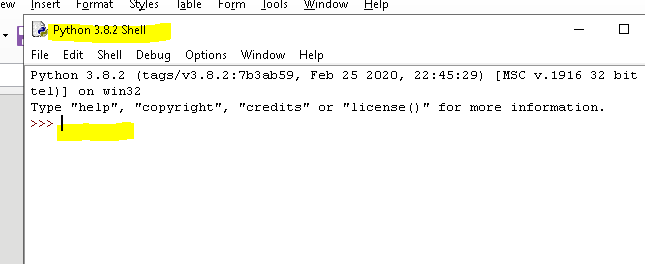 ew Insert Format Styles Table Form Tools Window Help
Python 3.8.2 Shell
File Edit Shell Debug Options Window Help
Python 3.8.2 (tags/v3.8.2:7b3ab59, Feb 25 2020, 22:45:29) [MSC v.1916 32 bit
tel)] on win32
Type "help", "copyright", "credits" or "license()" for more information.
>>>